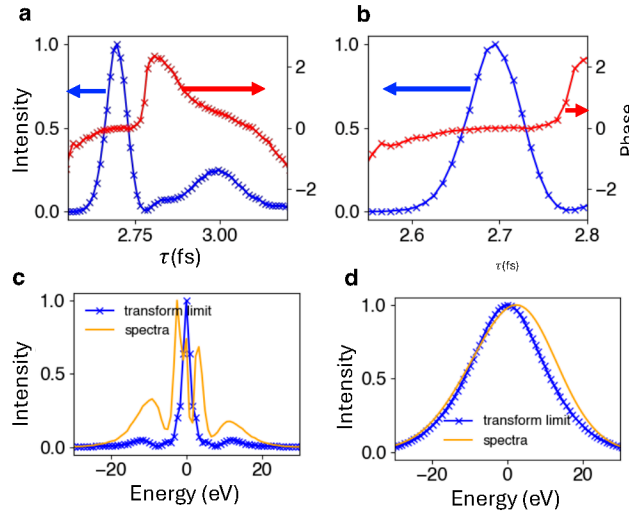 a
b
1.0
0.5
0.0
Intensity
2
0
−2
2.75
3.00
τ(fs)
1.0
0.5
0.0
2
0
−2
Phase
2.6
2.7
2.8
τ(fs)
c
d
1.0
0.5
0.0
Intensity
transform limit
spectra
−20
0
20
Energy (eV)
1.0
0.5
0.0
Intensity
transform limit
spectra
−20
0
20
Energy (eV)